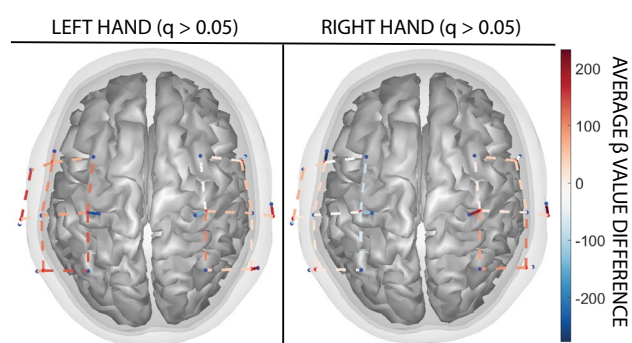 LEFT HAND (q > 0.05)
RIGHT HAND (q > 0.05)
200
100
0
-100
-200
AVERAGE β VALUE DIFFERENCE